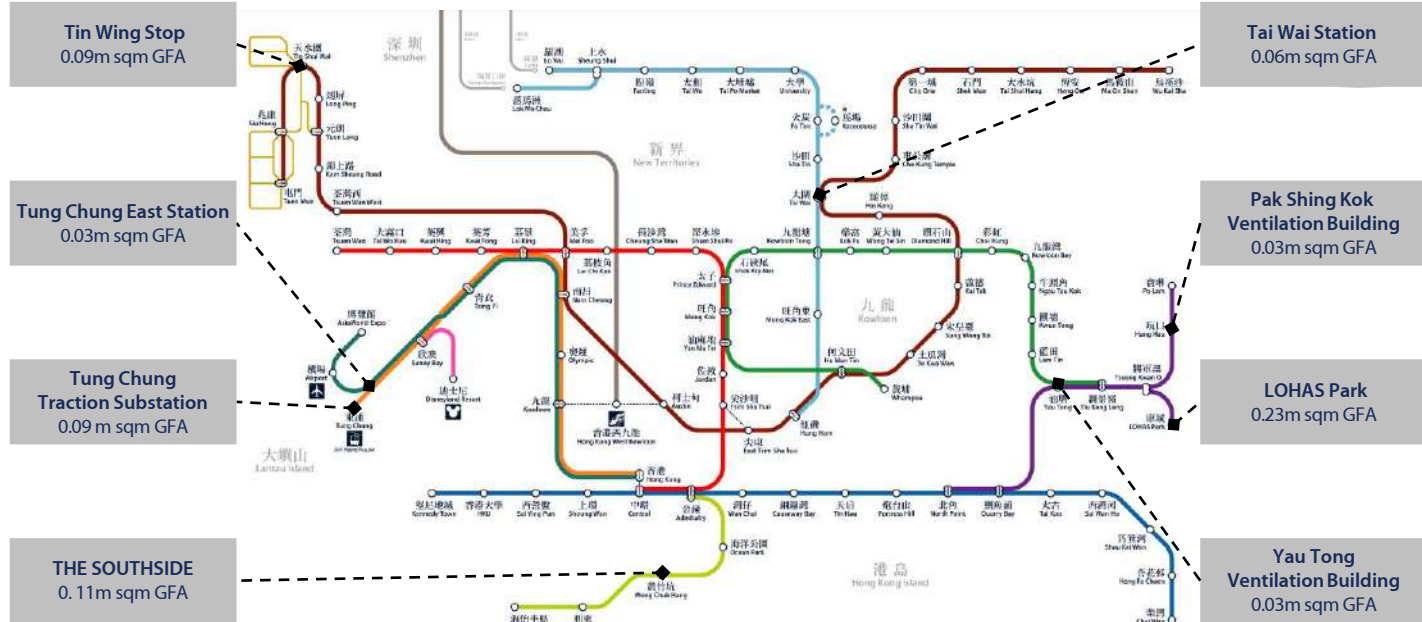 Tin Wing Stop
0.09m sqm GFA
Tung Chung East Station
0.03m sqm GFA
Tung Chung
Traction Substation
0.09 m sqm GFA
THE SOUTHSIDE
0. 11m sqm GFA
Tai Wai Station
0.06m sqm GFA
Pak Shing Kok
Ventilation Building
0.03m sqm GFA
LOHAS Park
0.23m sqm GFA
Yau Tong
Ventilation Building
0.03m sqm GFA
深圳
Shenzhen
新界
New Territories
九龍
Kowloon
大嶼山
Lantau Island
港島
Hong Kong Island
天水圍
Tin Shui Wai
朗屏
Long Ping
元朗
Yuen Long
錦上路
Kam Sheung Road
兆康
Siu Hong
屯門
Tuen Mun
荃灣西
Tsuen Wan West
羅湖
Lo Wu
上水
Sheung Shui
落馬洲
Lok Ma Chau
粉嶺
Fanling
太和
Tai Wo
大埔墟
Tai Po Market
大學
University
火炭
Fo Tan
馬場
Racecourse
沙田
Sha Tin
大圍
Tai Wai
第一城
City One
石門
Shek Mun
大水坑
Tai Shui Hang
恆安
Heng On
馬鞍山
Ma On Shan
烏溪沙
Wu Kai Sha
沙田圍
Sha Tin Wai
車公廟
Che Kung Temple
顯徑
Hin Keng
荃灣
Tsuen Wan
大窩口
Tai Wo Hau
葵興
Kwai Hing
葵芳
Kwai Fong
荔景
Lai King
美孚
Mei Foo
荔枝角
Lai Chi Kok
長沙灣
Cheung Sha Wan
深水埗
Sham Shui Po
九龍塘
Kowloon Tong
樂富
Lok Fu
黃大仙
Wong Tai Sin
鑽石山
Diamond Hill
彩虹
Choi Hung
九龍灣
Kowloon Bay
石硤尾
Shek Kip Mei
太子
Prince Edward
旺角
Mong Kok
油麻地
Yau Ma Tei
佐敦
Jordan
尖沙咀
Tsim Sha Tsui
旺角東
Mong Kok East
啟德
Kai Tak
宋皇臺
Sung Wong Toi
土瓜灣
To Kwa Wan
何文田
Ho Man Tin
黃埔
Whampoa
紅磡
Hung Hom
尖東
East Tsim Sha Tsui
柯士甸
Austin
香港西九龍
Hong Kong West Kowloon
牛頭角
Ngau Tau Kok
觀塘
Kwun Tong
藍田
Lam Tin
油塘
Yau Tong
調景嶺
Tiu Keng Leng
將軍澳
Tseung Kwan O
寶琳
Po Lam
坑口
Hang Hau
康城
LOHAS Park
青衣
Tsing Yi
南昌
Nam Cheong
奧運
Olympic
九龍
Kowloon
博覽館
AsiaWorld-Expo
機場
Airport
欣澳
Sunny Bay
迪士尼
Disneyland Resort
東涌
Tung Chung
香港
Hong Kong
堅尼地城
Kennedy Town
香港大學
HKU
西營盤
Sai Ying Pun
上環
Sheung Wan
中環
Central
金鐘
Admiralty
灣仔
Wan Chai
銅鑼灣
Causeway Bay
天后
Tin Hau
炮台山
Fortress Hill
北角
North Point
鰂魚涌
Quarry Bay
太古
Tai Koo
西灣河
Sai Wan Ho
筲箕灣
Shau Kei Wan
杏花邨
Heng Fa Chuen
柴灣
海洋公園
Ocean Park
黃竹坑
Wong Chuk Hang